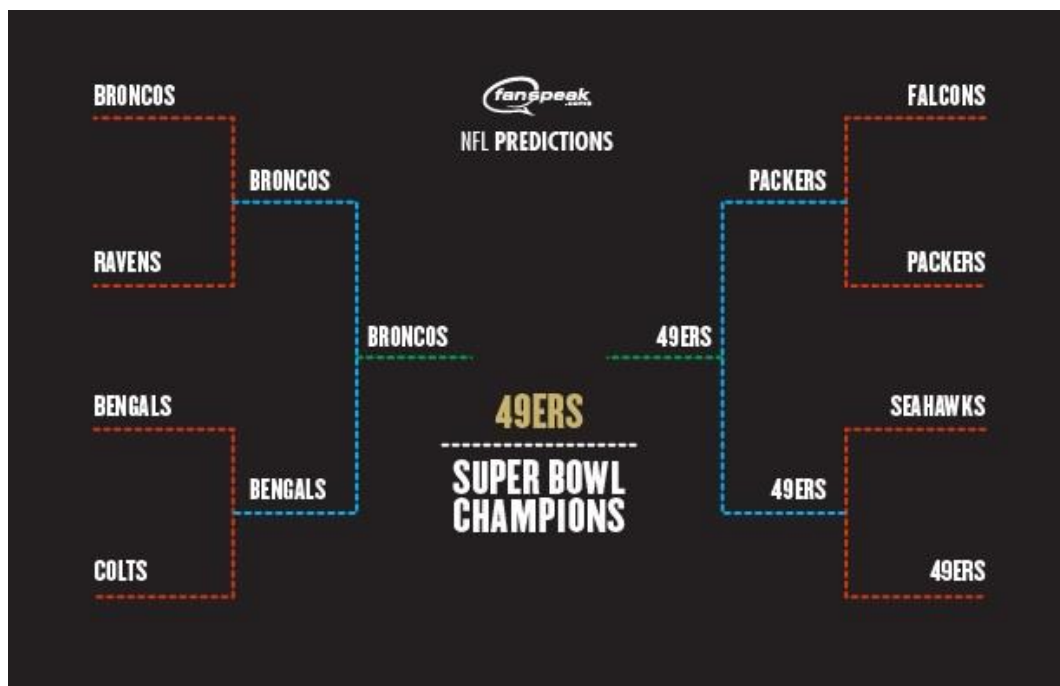 fanspeak
.com
NFL PREDICTIONS
BRONCOS
RAVENS
BENGALS
COLTS
BRONCOS
BENGALS
BRONCOS
49ERS
SUPER BOWL
CHAMPIONS
49ERS
PACKERS
49ERS
FALCONS
PACKERS
SEAHAWKS
49ERS